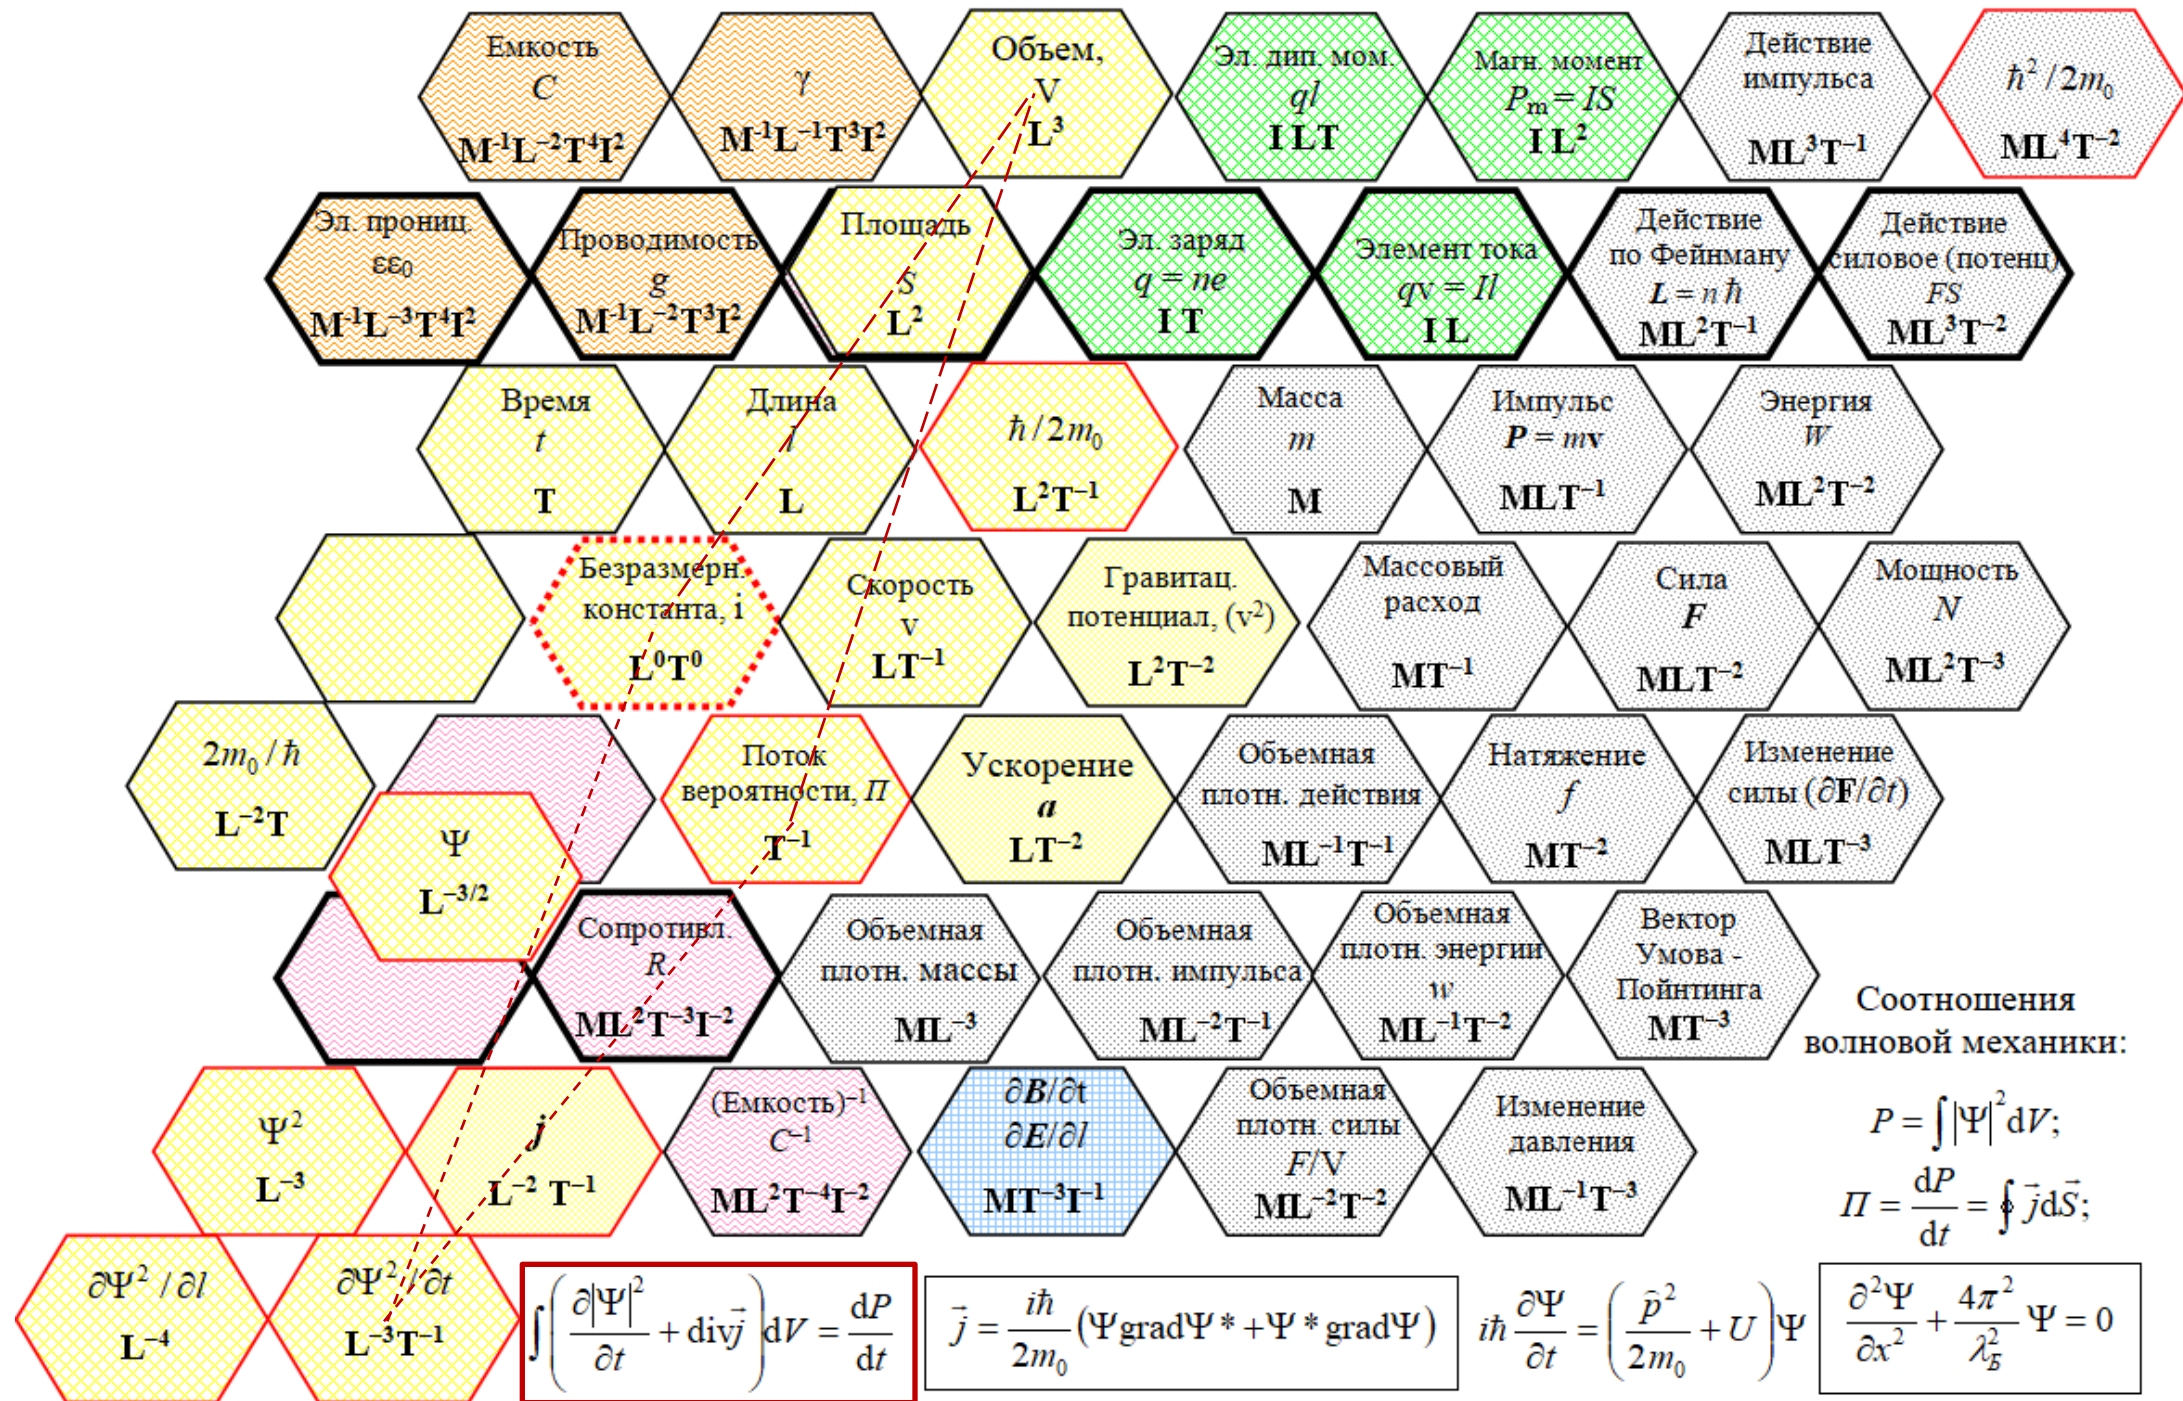 Емкость
C
M⁻¹L⁻²T⁴I²
γ
M⁻¹L⁻¹T³I²
Объем,
V
L³
Эл. дип. мом.
ql
I LT
Магн. момент
Pₘ = IS
I L²
Действие
импульса
ML³T⁻¹
ħ² / 2m₀
ML⁴T⁻²
Эл. прониц.
εε₀
M⁻¹L⁻³T⁴I²
Проводимость
g
M⁻¹L⁻²T³I²
Площадь
S
L²
Эл. заряд
q = ne
I T
Элемент тока
qv = Il
I L
Действие
по Фейнману
L = n ħ
ML²T⁻¹
Действие
силовое (потенц)
FS
ML³T⁻²
Время
t
T
Длина
l
L
ħ / 2m₀
L²T⁻¹
Масса
m
M
Импульс
P = mv
MLT⁻¹
Энергия
W
ML²T⁻²
Безразмерн.
константа, i
L⁰T⁰
Скорость
v
LT⁻¹
Гравитац.
потенциал, (v²)
L²T⁻²
Массовый
расход
MT⁻¹
Сила
F
MLT⁻²
Мощность
N
ML²T⁻³
2m₀ / ħ
L⁻²T
Ψ
L⁻³ᐟ²
Поток
вероятности, П
T⁻¹
Ускорение
a
LT⁻²
Объемная
плотн. действия
ML⁻¹T⁻¹
Натяжение
f
MT⁻²
Изменение
силы (∂F/∂t)
MLT⁻³
Сопротивл.
R
ML²T⁻³I⁻²
Объемная
плотн. массы
ML⁻³
Объемная
плотн. импульса
ML⁻²T⁻¹
Объемная
плотн. энергии
w
ML⁻¹T⁻²
Вектор
Умова -
Пойнтинга
MT⁻³
Соотношения
волновой механики:
Ψ²
L⁻³
j
L⁻² T⁻¹
(Емкость)⁻¹
C⁻¹
ML²T⁻⁴I⁻²
∂B/∂t
∂E/∂l
MT⁻³I⁻¹
Объемная
плотн. силы
F/V
ML⁻²T⁻²
Изменение
давления
ML⁻¹T⁻³
P = ∫|Ψ|²dV;
П = dP/dt = ∮ j⃗dS⃗;
∂Ψ² / ∂l
L⁻⁴
∂Ψ² / ∂t
L⁻³T⁻¹
∫(∂|Ψ|²/∂t + divj⃗)dV = dP/dt
j⃗ = iħ/2m₀ (ΨgradΨ* +Ψ* gradΨ)
iħ ∂Ψ/∂t = (p̂²/2m₀ + U)Ψ
∂²Ψ/∂x² + 4π²/λ_Б² Ψ = 0